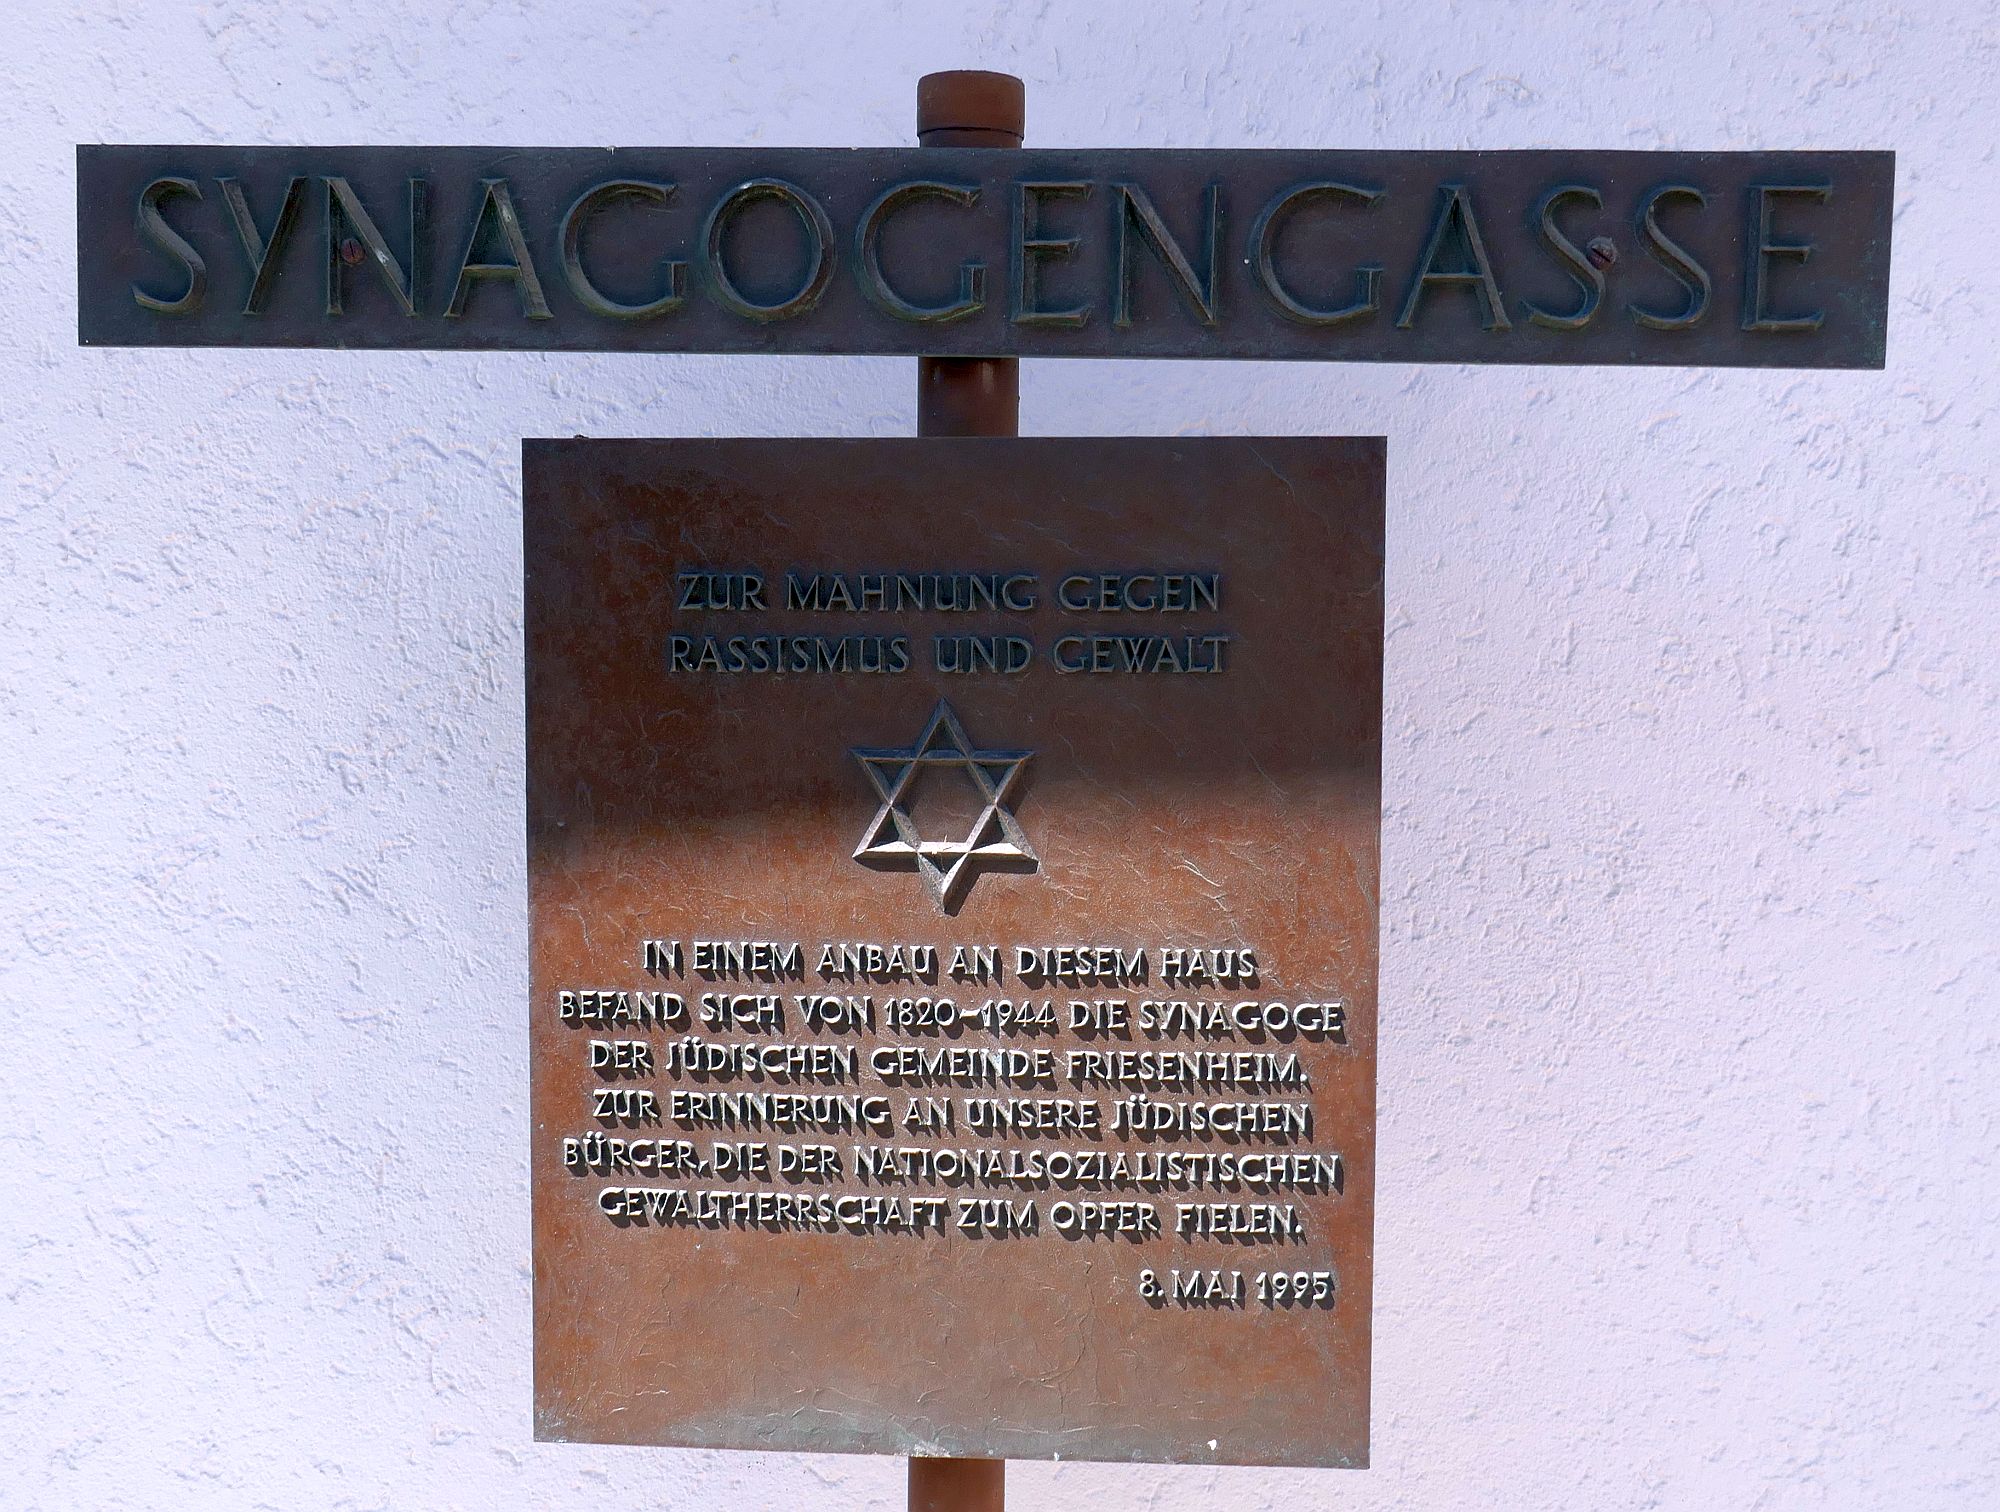 SYNAGOGENGASSE
ZUR MAHNUNG GEGEN
RASSISMUS UND GEWALT
IN EINEM ANBAU AN DIESEM HAUS
BEFAND SICH VON 1820-1944 DIE SYNAGOGE
DER JÜDISCHEN GEMEINDE FRIESENHEIM.
ZUR ERINNERUNG AN UNSERE JÜDISCHEN
BÜRGER, DIE DER NATIONALSOZIALISTISCHEN
GEWALTHERRSCHAFT ZUM OPFER FIELEN.
8. MAI 1995